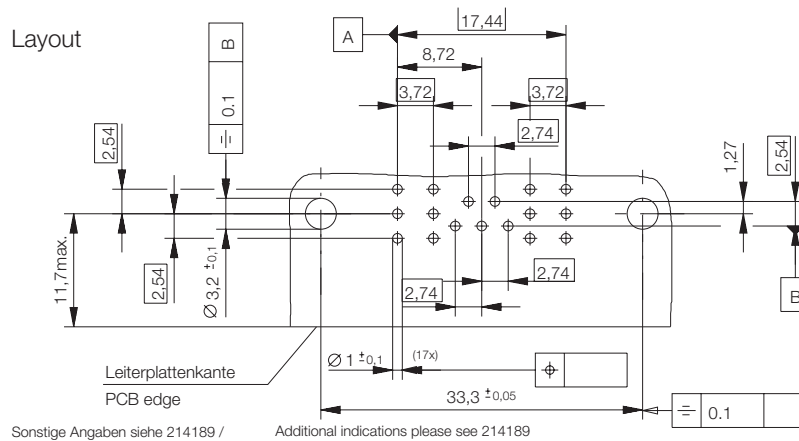 Layout
A
17,44
8,72
3,72
3,72
2,74
B
0.1
2,54
1,27
2,54
11,7max.
2,54
Ø 3,2 ±0,1
2,74
2,74
B
Ø 1 ±0,1 (17x)
Leiterplattenkante
PCB edge
33,3 ±0,05
0.1
Sonstige Angaben siehe 214189 /
Additional indications please see 214189